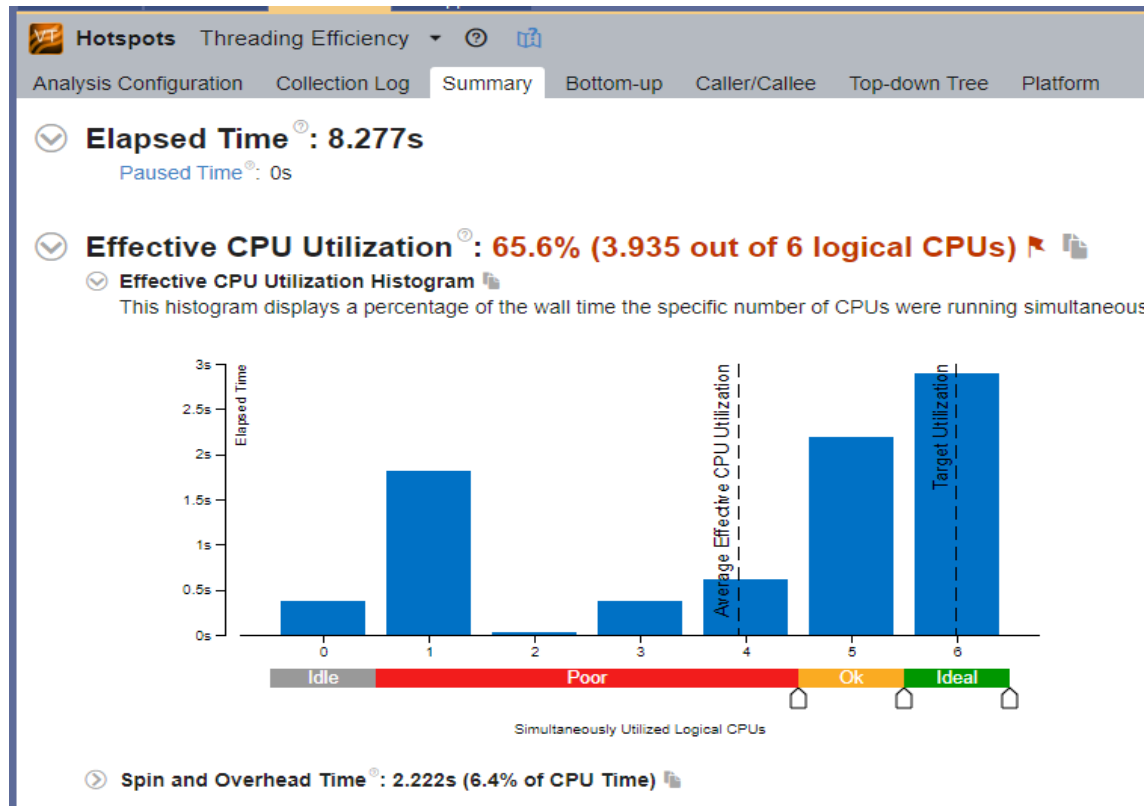 Hotspots Threading Efficiency
Analysis Configuration Collection Log Summary Bottom-up Caller/Callee Top-down Tree Platform
Elapsed Time: 8.277s
Paused Time: 0s
Effective CPU Utilization: 65.6% (3.935 out of 6 logical CPUs)
Effective CPU Utilization Histogram
This histogram displays a percentage of the wall time the specific number of CPUs were running simultaneous
3s
2.5s
2s
1.5s
1s
0.5s
0s
Elapsed Time
Average Effective CPU Utilization
Target Utilization
0 1 2 3 4 5 6
Idle Poor Ok Ideal
Simultaneously Utilized Logical CPUs
Spin and Overhead Time: 2.222s (6.4% of CPU Time)